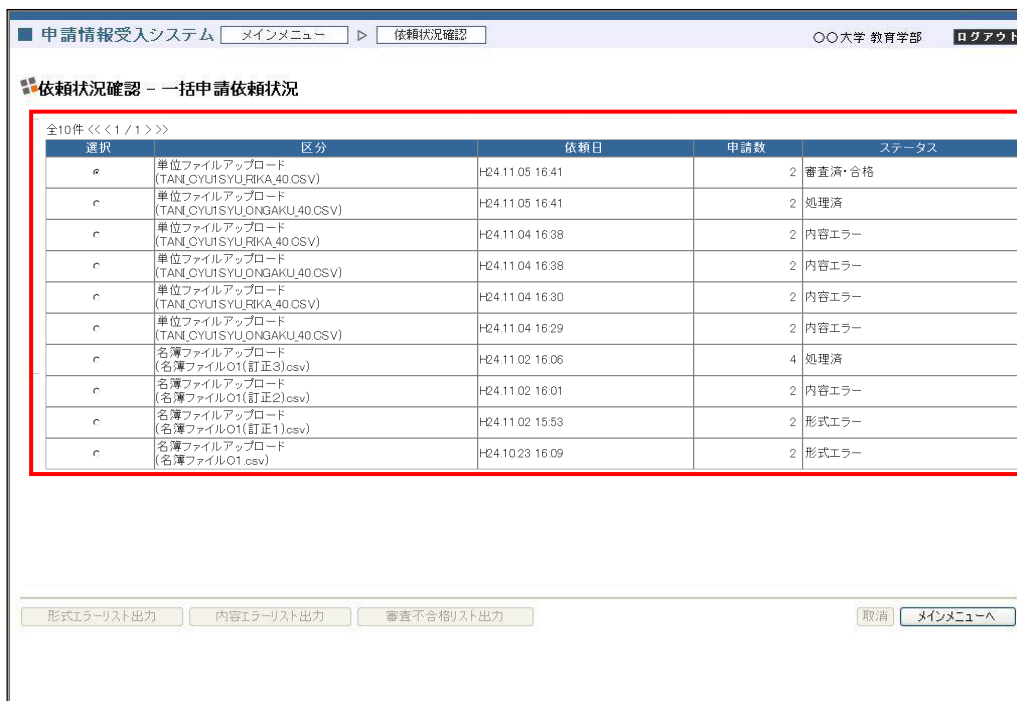 申請情報受入システム メインメニュー ▷ 依頼状況確認 〇〇大学 教育学部 ログアウト
依頼状況確認 – 一括申請依頼状況
全10件 << < 1 / 1 > >>
選択 区分 依頼日 申請数 ステータス
単位ファイルアップロード
(TANI_CYU1SYU_RIKA_40.CSV) H24.11.05 16:41 2 審査済・合格
単位ファイルアップロード
(TANI_CYU1SYU_ONGAKU_40.CSV) H24.11.05 16:41 2 処理済
単位ファイルアップロード
(TANI_CYU1SYU_RIKA_40.CSV) H24.11.04 16:38 2 内容エラー
単位ファイルアップロード
(TANI_CYU1SYU_ONGAKU_40.CSV) H24.11.04 16:38 2 内容エラー
単位ファイルアップロード
(TANI_CYU1SYU_RIKA_40.CSV) H24.11.04 16:30 2 内容エラー
単位ファイルアップロード
(TANI_CYU1SYU_ONGAKU_40.CSV) H24.11.04 16:29 2 内容エラー
名簿ファイルアップロード
(名簿ファイル01(訂正3).csv) H24.11.02 16:06 4 処理済
名簿ファイルアップロード
(名簿ファイル01(訂正2).csv) H24.11.02 16:01 2 内容エラー
名簿ファイルアップロード
(名簿ファイル01(訂正1).csv) H24.11.02 15:53 2 形式エラー
名簿ファイルアップロード
(名簿ファイル01.csv) H24.10.23 16:09 2 形式エラー
形式エラーリスト出力 内容エラーリスト出力 審査不合格リスト出力 取消 メインメニューへ